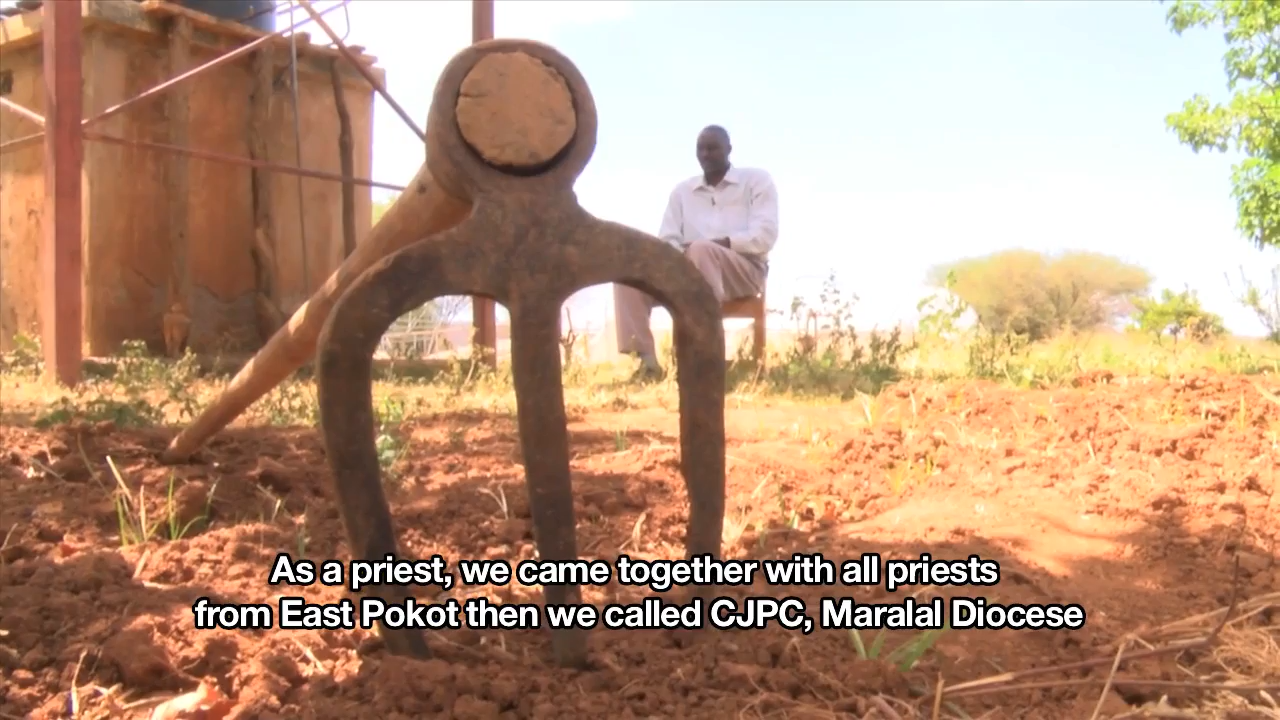 As a priest, we came together with all priests
from East Pokot then we called CJPC, Maralal Diocese